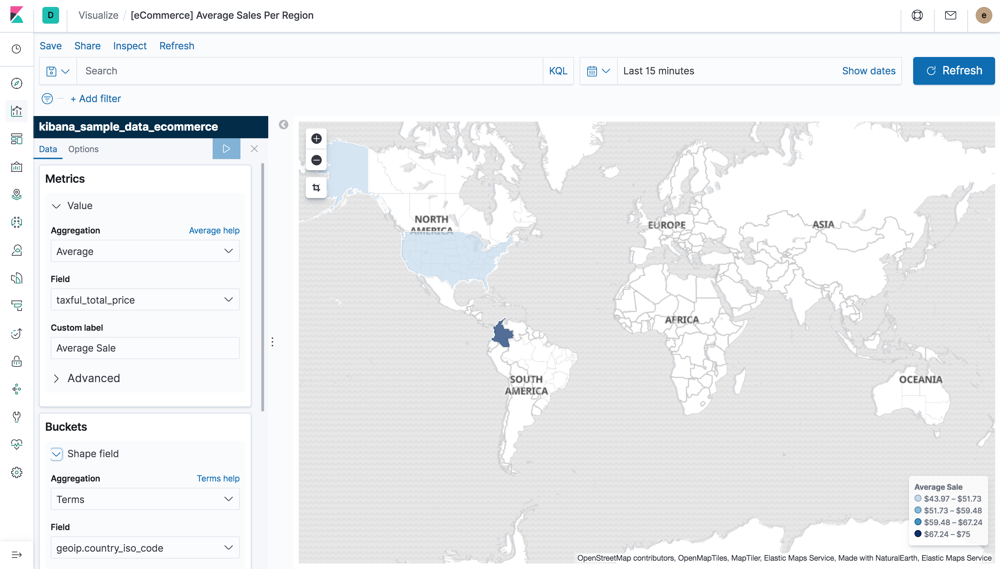 D
Visualize / [eCommerce] Average Sales Per Region
e
Save Share Inspect Refresh
Search KQL Last 15 minutes Show dates Refresh
+ Add filter
kibana_sample_data_ecommerce
Data Options
Metrics
Value
Aggregation Average help
Average
Field
taxful_total_price
Custom label
Average Sale
Advanced
Buckets
Shape field
Aggregation Terms help
Terms
Field
geoip.country_iso_code
NORTH
AMERICA
EUROPE
ASIA
AFRICA
SOUTH
AMERICA
OCEANIA
Average Sale
$43.97 – $51.73
$51.73 – $59.48
$59.48 – $67.24
$67.24 – $75
OpenStreetMap contributors, OpenMapTiles, MapTiler, Elastic Maps Service, Made with NaturalEarth, Elastic Maps Service